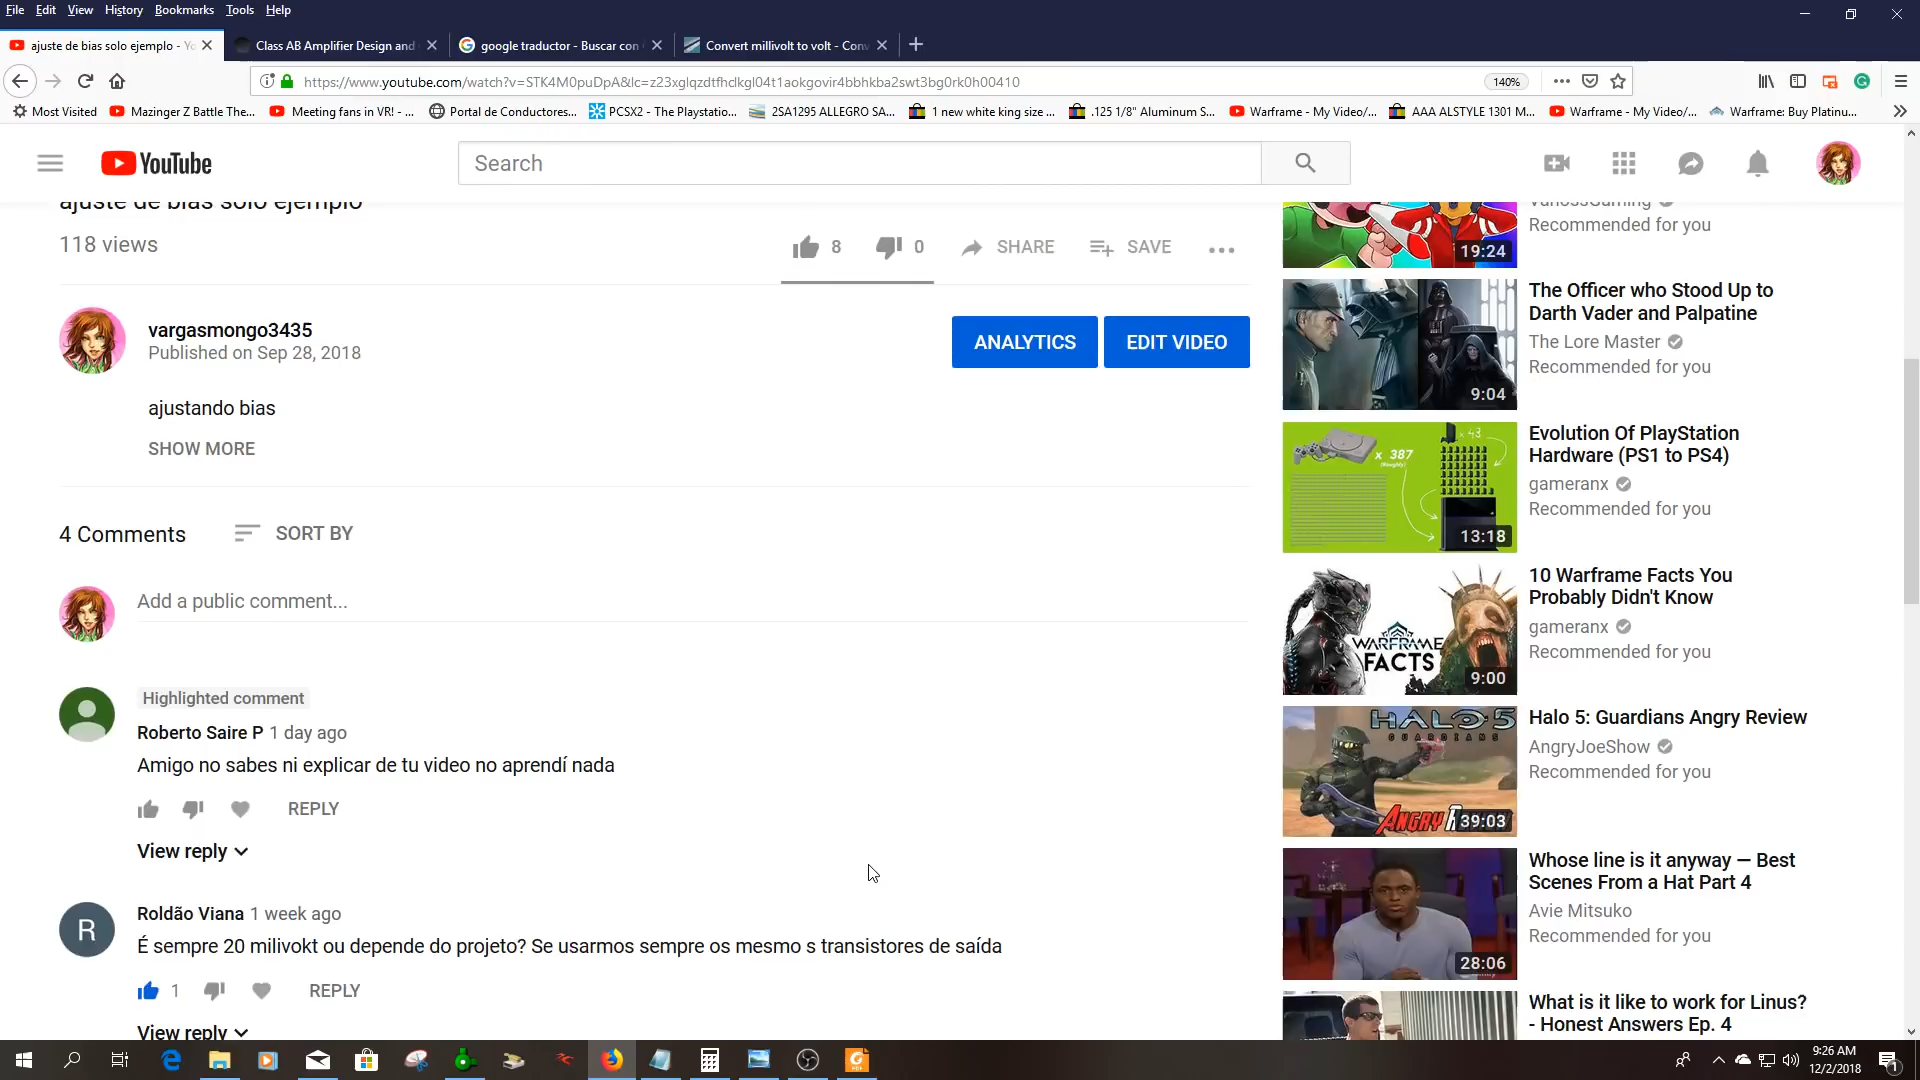 File Edit View History Bookmarks Tools Help
ajuste de bias solo ejemplo - Yo
Class AB Amplifier Design and
google traductor - Buscar con
Convert millivolt to volt - Conv
https://www.youtube.com/watch?v=STK4M0puDpA&lc=z23xglqzdtfhclkgl04t1aokgovir4bbhkba2swt3bg0rk0h00410
140%
Most Visited
Mazinger Z Battle The...
Meeting fans in VR! - ...
Portal de Conductores...
PCSX2 - The Playstatio...
2SA1295 ALLEGRO SA...
1 new white king size ...
.125 1/8" Aluminum S...
Warframe - My Video/...
AAA ALSTYLE 1301 M...
Warframe - My Video/...
Warframe: Buy Platinu...
YouTube
Search
ajuste de bias solo ejemplo
118 views
8
0
SHARE
SAVE
vargasmongo3435
Published on Sep 28, 2018
ANALYTICS
EDIT VIDEO
ajustando bias
SHOW MORE
4 Comments
SORT BY
Add a public comment...
Highlighted comment
Roberto Saire P 1 day ago
Amigo no sabes ni explicar de tu video no aprendí nada
REPLY
View reply
R
Roldão Viana 1 week ago
É sempre 20 milivokt ou depende do projeto? Se usarmos sempre os mesmo s transistores de saída
1
REPLY
View reply
VanossGaming
Recommended for you
19:24
The Officer who Stood Up to
Darth Vader and Palpatine
The Lore Master
Recommended for you
9:04
Evolution Of PlayStation
Hardware (PS1 to PS4)
gameranx
Recommended for you
x 387
x 43
13:18
10 Warframe Facts You
Probably Didn't Know
gameranx
Recommended for you
WARFRAME
FACTS
9:00
Halo 5: Guardians Angry Review
AngryJoeShow
Recommended for you
HALO 5
GUARDIANS
ANGRY
39:03
Whose line is it anyway — Best
Scenes From a Hat Part 4
Avie Mitsuko
Recommended for you
28:06
What is it like to work for Linus?
- Honest Answers Ep. 4
9:26 AM
12/2/2018
1